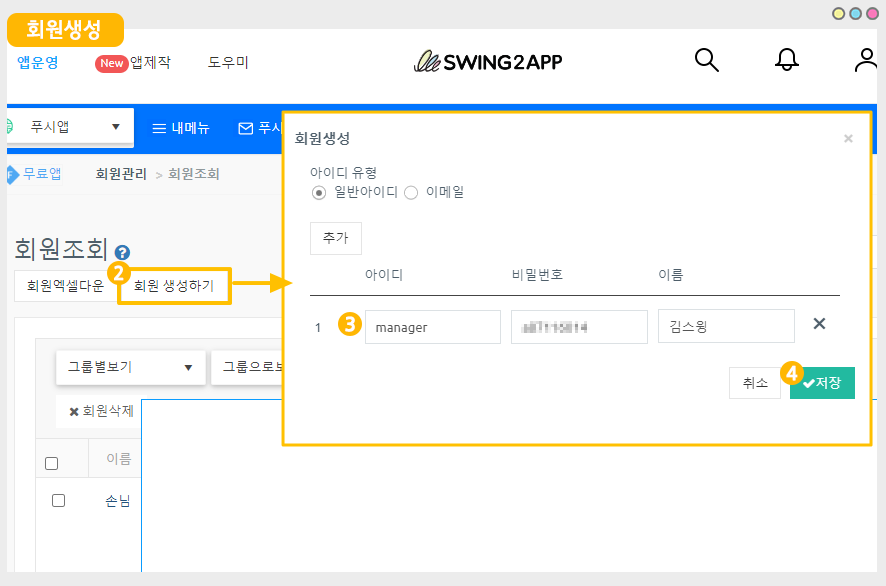 회원생성
앱운영 New 앱제작 도우미 SWING2APP
푸시앱 내메뉴 푸시
무료앱 회원관리 > 회원조회
회원조회 ?
회원엑셀다운 2 회원 생성하기
그룹별보기 그룹으로보
회원삭제
이름
손님
회원생성 ×
아이디 유형
일반아이디 이메일
추가
아이디 비밀번호 이름
1 3 manager 김스윙 ✕
취소 4 저장